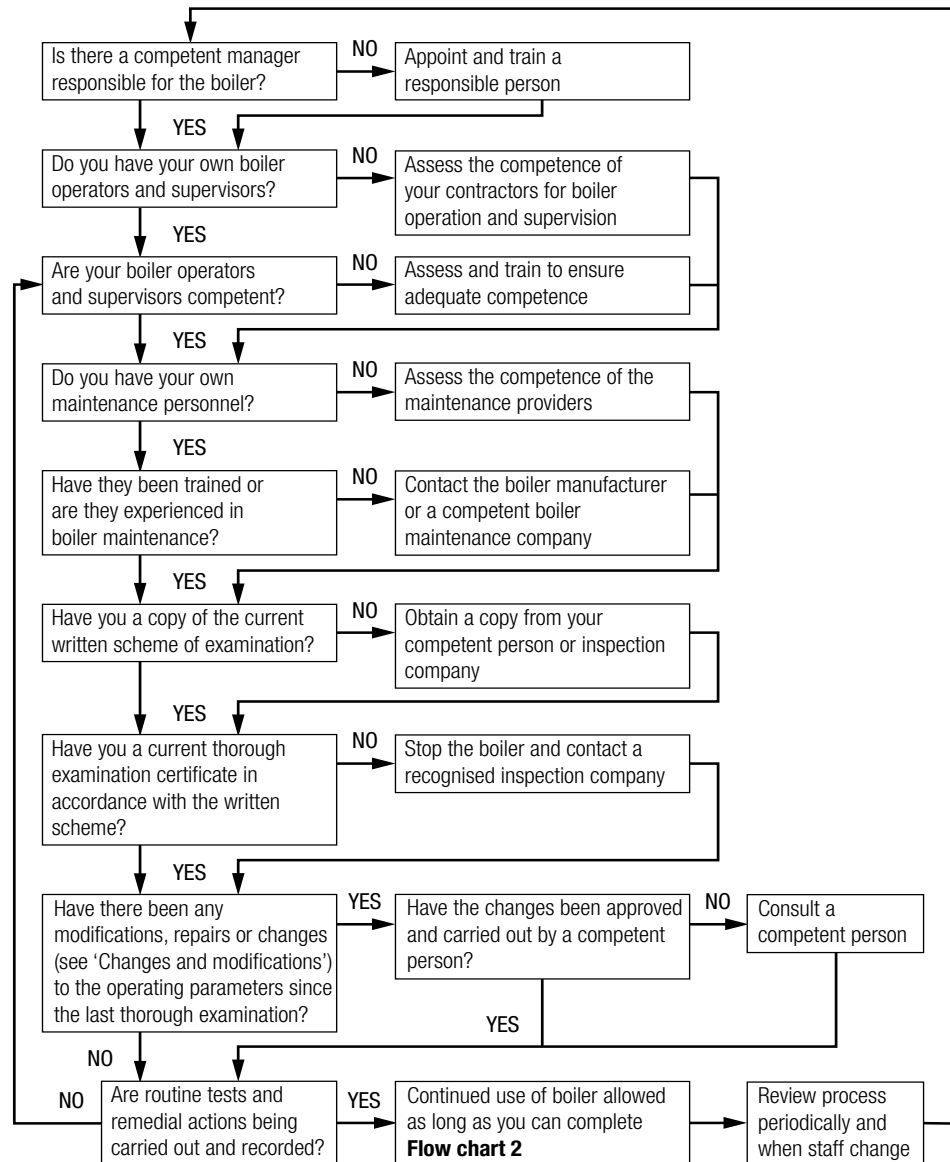 Is there a competent manager
responsible for the boiler?
NO
Appoint and train a
responsible person
YES
Do you have your own boiler
operators and supervisors?
NO
Assess the competence of
your contractors for boiler
operation and supervision
YES
Are your boiler operators
and supervisors competent?
NO
Assess and train to ensure
adequate competence
YES
Do you have your own
maintenance personnel?
NO
Assess the competence of the
maintenance providers
YES
Have they been trained or
are they experienced in
boiler maintenance?
NO
Contact the boiler manufacturer
or a competent boiler
maintenance company
YES
Have you a copy of the current
written scheme of examination?
NO
Obtain a copy from your
competent person or inspection
company
YES
Have you a current thorough
examination certificate in
accordance with the written
scheme?
NO
Stop the boiler and contact a
recognised inspection company
YES
Have there been any
modifications, repairs or changes
(see 'Changes and modifications')
to the operating parameters since
the last thorough examination?
YES
Have the changes been approved
and carried out by a competent
person?
NO
Consult a
competent person
YES
NO
NO
Are routine tests and
remedial actions being
carried out and recorded?
YES
Continued use of boiler allowed
as long as you can complete
Flow chart 2
Review process
periodically and
when staff change